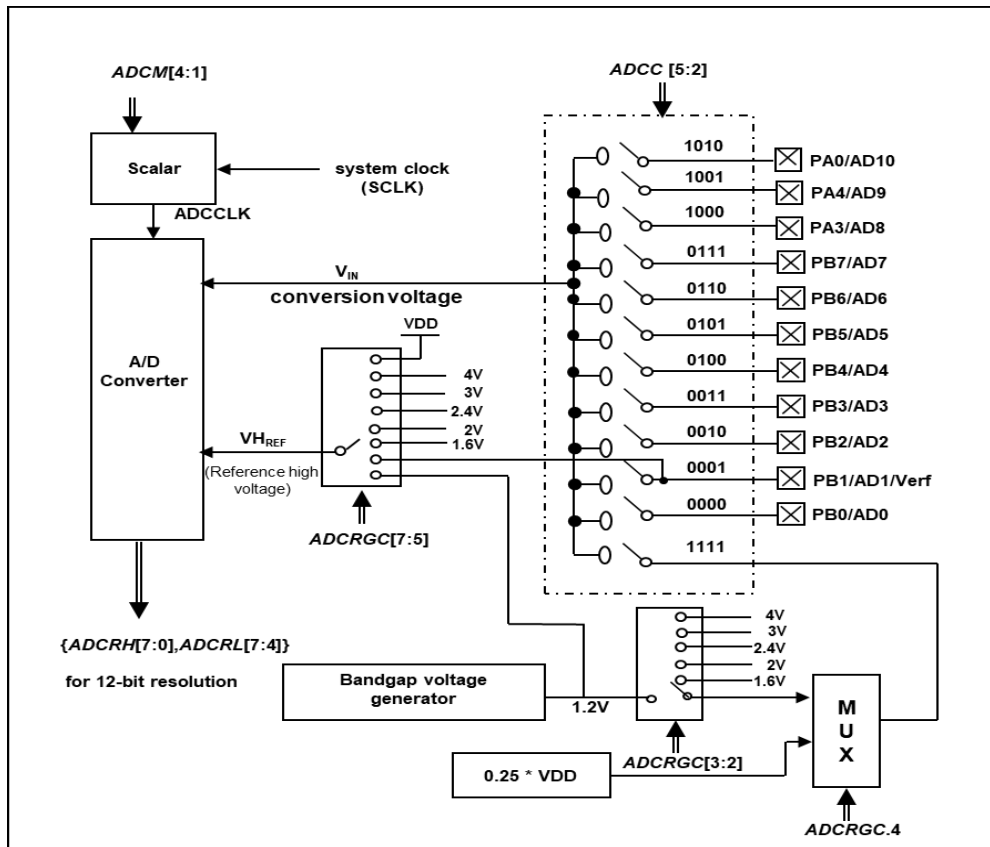 ADCM[4:1]
ADCC [5:2]
Scalar
system clock
(SCLK)
ADCCLK
1010
PA0/AD10
1001
PA4/AD9
1000
PA3/AD8
0111
PB7/AD7
VIN
conversion voltage
0110
PB6/AD6
VDD
0101
PB5/AD5
A/D
Converter
4V
3V
2.4V
2V
1.6V
0100
PB4/AD4
0011
PB3/AD3
0010
PB2/AD2
VHREF
(Reference high
voltage)
0001
PB1/AD1/Verf
0000
PB0/AD0
ADCRGC[7:5]
1111
{ADCRH[7:0],ADCRL[7:4]}
for 12-bit resolution
4V
3V
2.4V
2V
1.6V
Bandgap voltage
generator
1.2V
M
U
X
ADCRGC[3:2]
0.25 * VDD
ADCRGC.4